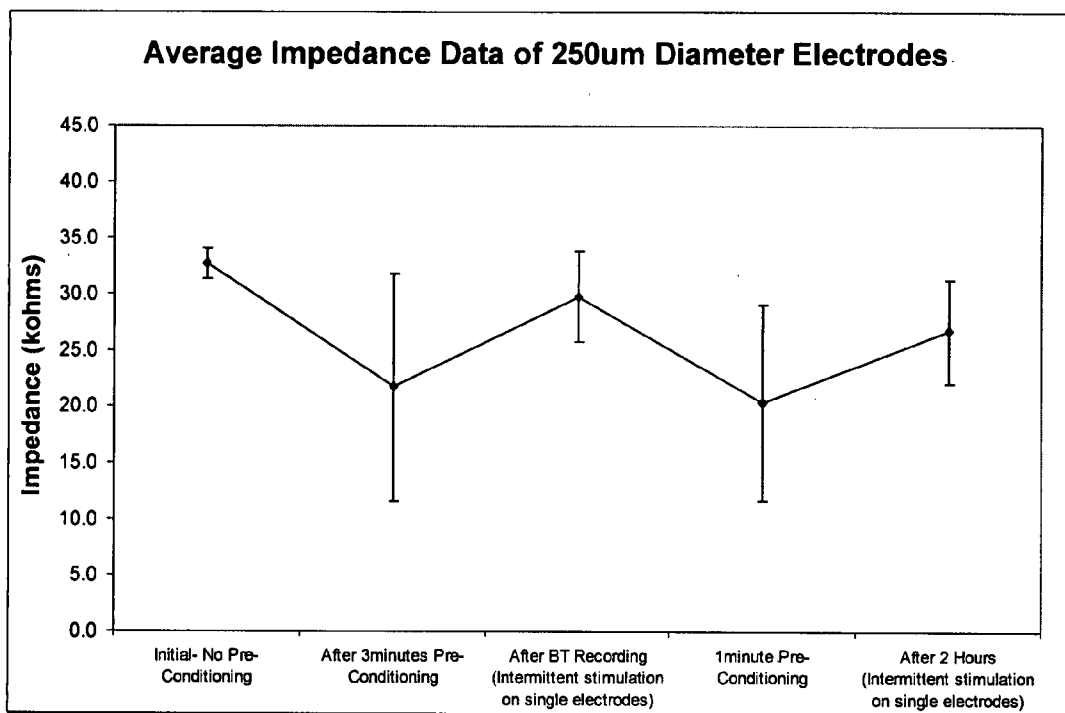 Average Impedance Data of 250um Diameter Electrodes
Impedance (kohms)
45.0
40.0
35.0
30.0
25.0
20.0
15.0
10.0
5.0
0.0
Initial- No Pre-
Conditioning
After 3minutes Pre-
Conditioning
After BT Recording
(Intermittent stimulation
on single electrodes)
1minute Pre-
Conditioning
After 2 Hours
(Intermittent stimulation
on single electrodes)